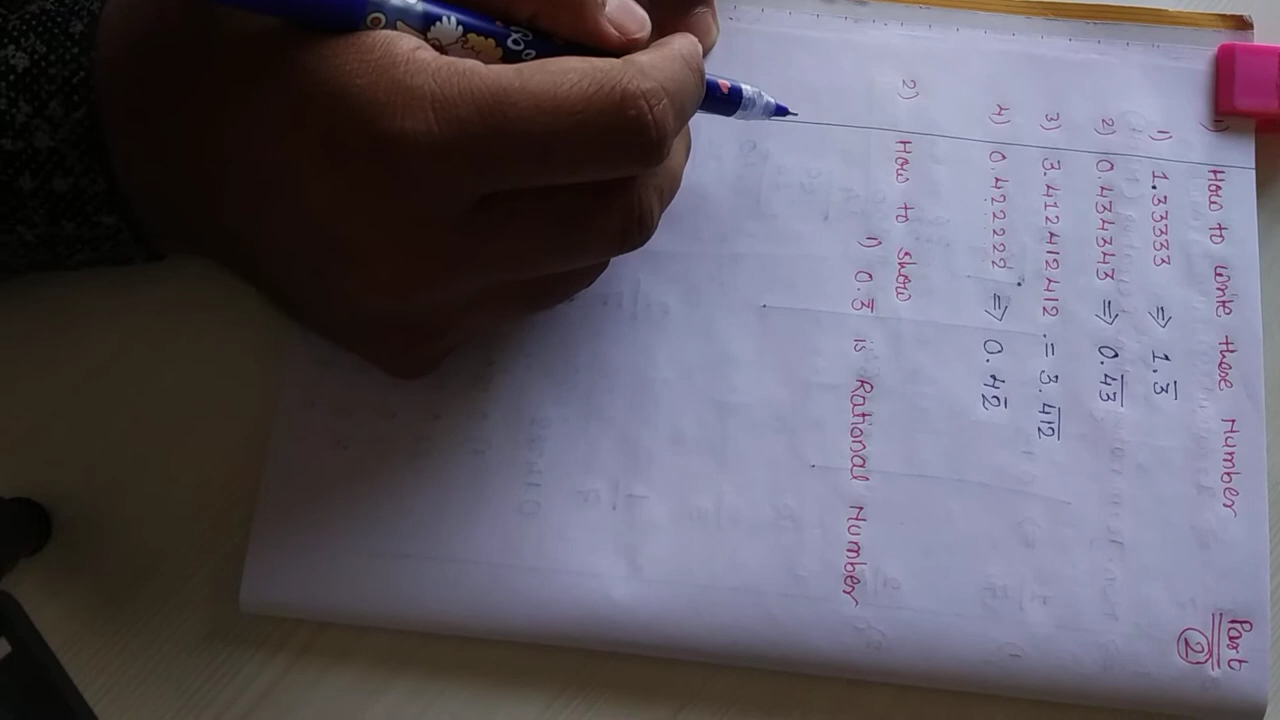 Part
2
1) How to write these Number
1) 1.33333 ⇒ 1.3̅
2) 0.434343 ⇒ 0.4̅3̅
3) 3.412412412 . = 3.4̅1̅2̅
4) 0.422222 ⇒ 0.42̅
2) How to show
1) 0.3̅ is Rational Number